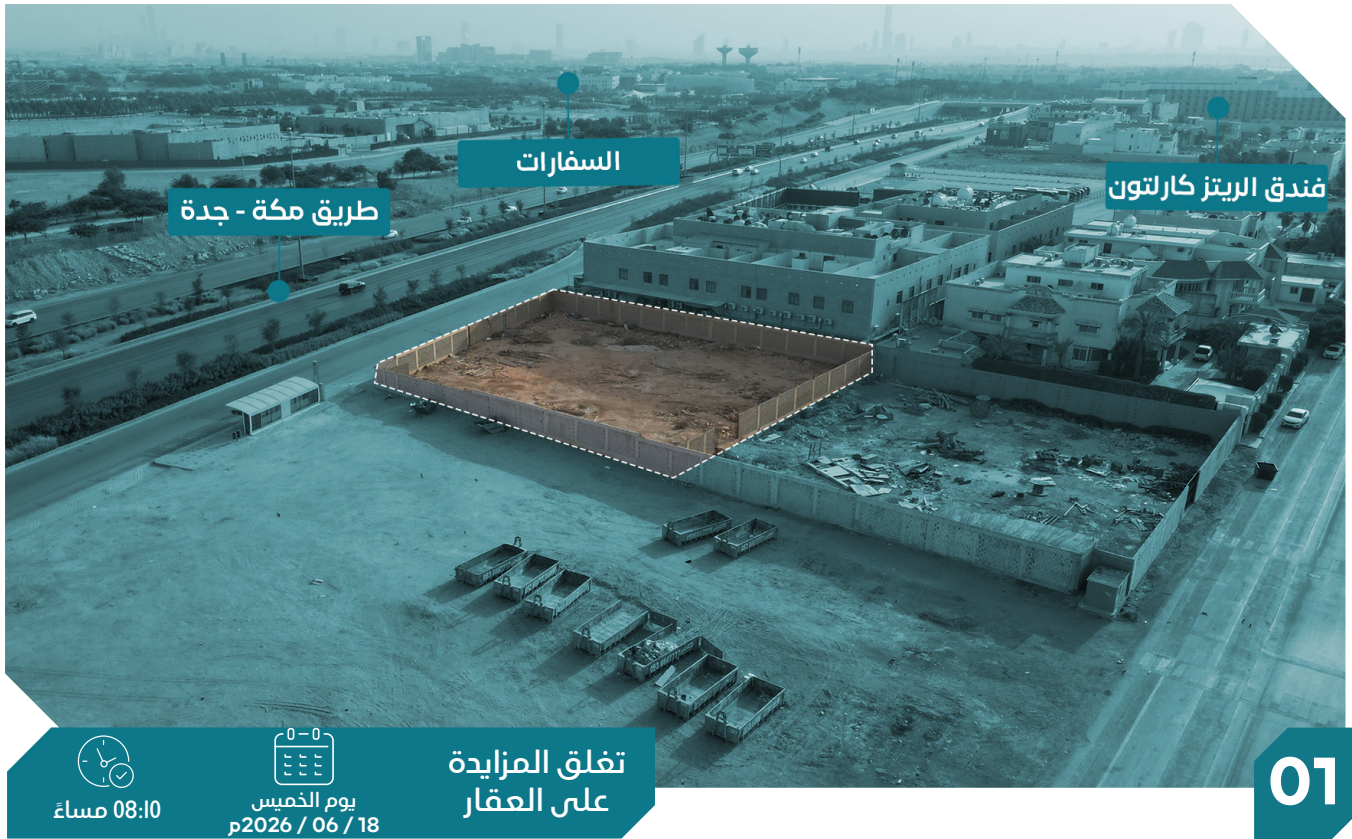 السفارات
فندق الريتز كارلتون
طريق مكة - جدة
تغلق المزايدة
على العقار
يوم الخميس
18 / 06 / 2026م
08:10 مساءً
01